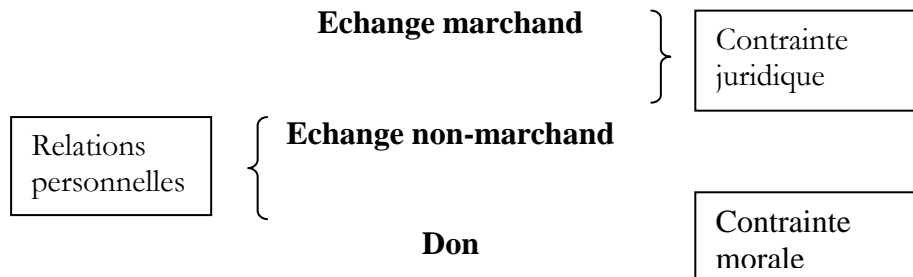 Echange marchand
Contrainte
juridique
Echange non-marchand
Relations
personnelles
Don
Contrainte
morale